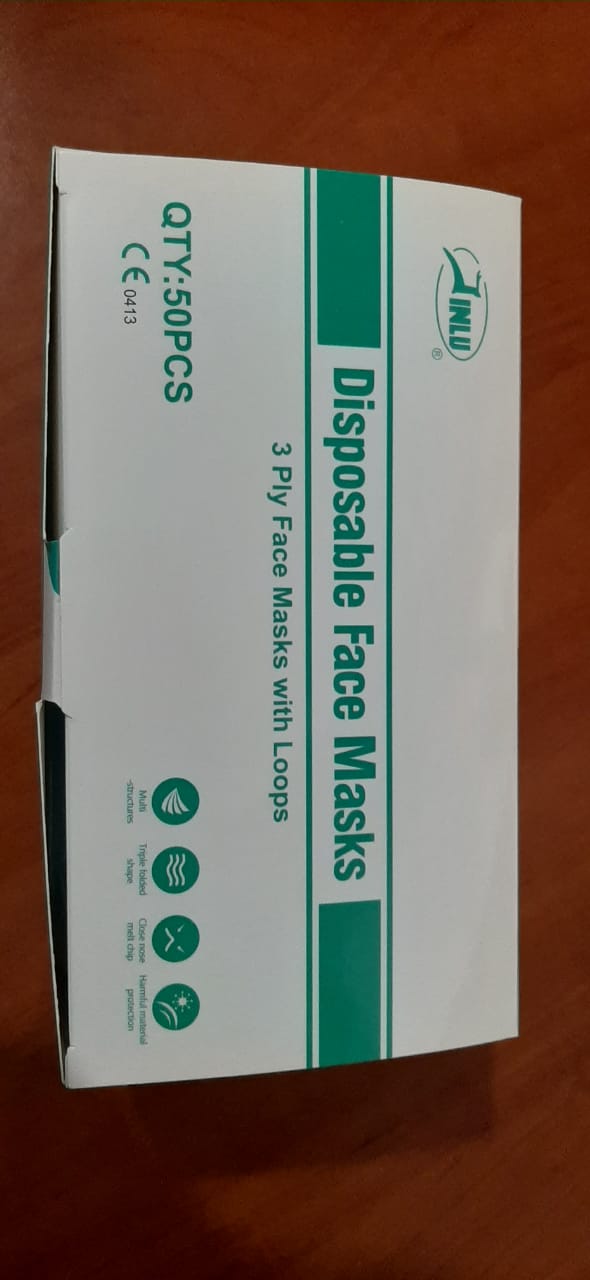 JINLU ®
Disposable Face Masks
3 Ply Face Masks with Loops
QTY:50PCS
CE 0413
Multi
-structures
Triple folded
shape
Close nose
melt chip
Harmful material
protection